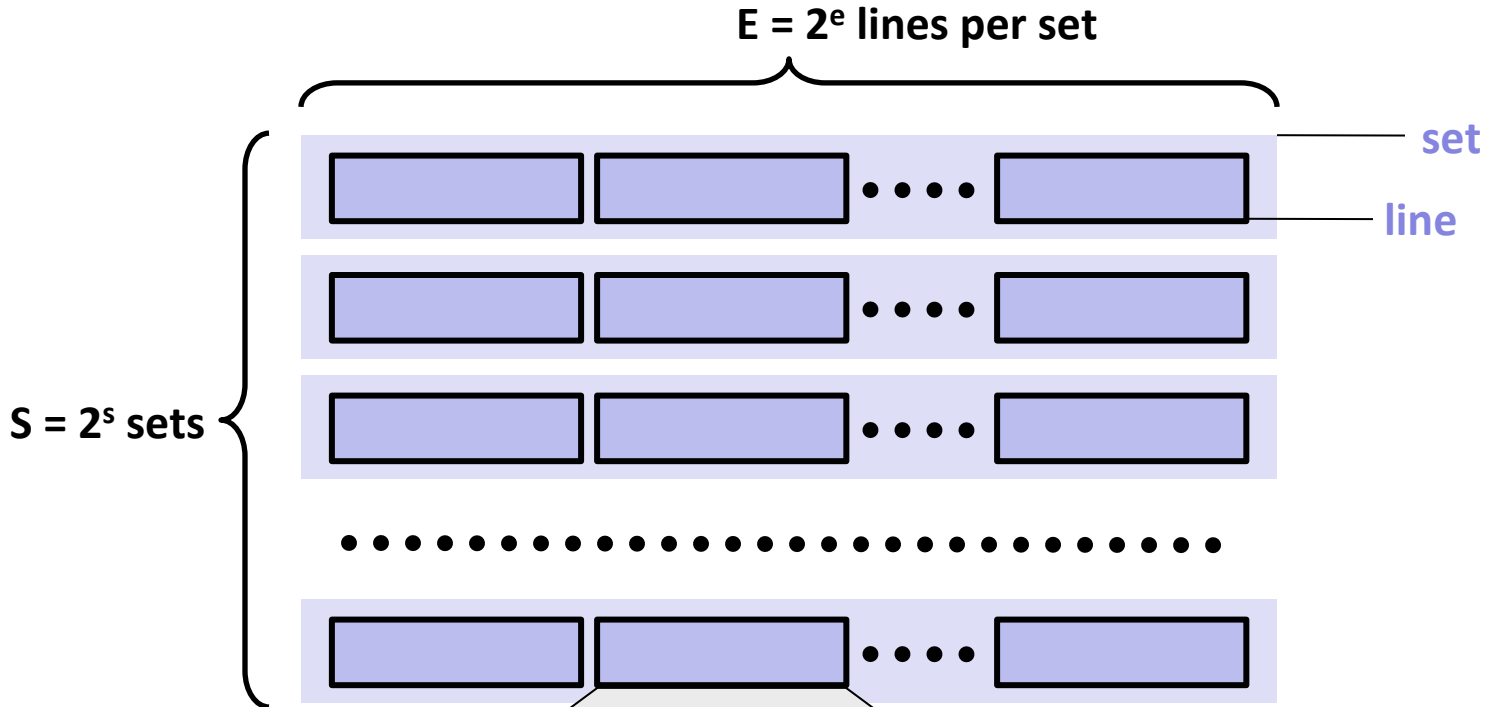 E = 2ᵉ lines per set
set
line
S = 2ˢ sets